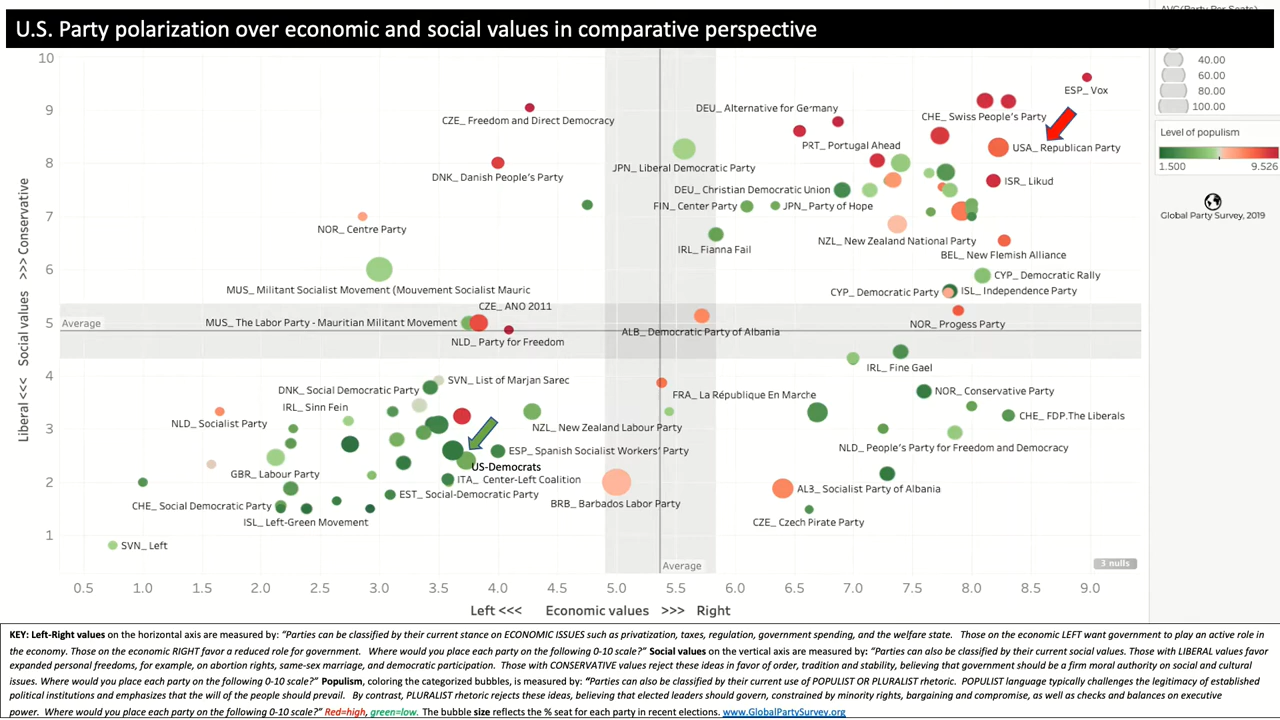 AVG(Party Per Seats)
U.S. Party polarization over economic and social values in comparative perspective
10
40.00
60.00
80.00
100.00
ESP_ Vox
9
DEU_ Alternative for Germany
CZE_ Freedom and Direct Democracy
CHE_ Swiss People's Party
Level of populism
1.500
9.526
PRT_ Portugal Ahead
USA_ Republican Party
8
JPN_ Liberal Democratic Party
DNK_ Danish People's Party
ISR_ Likud
DEU_ Christian Democratic Union
FIN_ Center Party
JPN_ Party of Hope
Global Party Survey, 2019
7
NOR_ Centre Party
NZL_ New Zealand National Party
IRL_ Fianna Fail
BEL_ New Flemish Alliance
6
CYP_ Democratic Rally
MUS_ Militant Socialist Movement (Mouvement Socialist Mauric
CYP_ Democratic Party
ISL_ Independence Party
CZE_ ANO 2011
5
Average
MUS_ The Labor Party - Mauritian Militant Movement
NOR_ Progess Party
ALB_ Democratic Party of Albania
NLD_ Party for Freedom
IRL_ Fine Gael
4
SVN_ List of Marjan Sarec
DNK_ Social Democratic Party
FRA_ La République En Marche
NOR_ Conservative Party
IRL_ Sinn Fein
CHE_ FDP.The Liberals
NLD_ Socialist Party
3
NZL_ New Zealand Labour Party
ESP_ Spanish Socialist Workers' Party
NLD_ People's Party for Freedom and Democracy
US-Democrats
GBR_ Labour Party
2
ITA_ Center-Left Coalition
AL3_ Socialist Party of Albania
EST_ Social-Democratic Party
CHE_ Social Democratic Party
BRB_ Barbados Labor Party
ISL_ Left-Green Movement
CZE_ Czech Pirate Party
1
SVN_ Left
Average
3 nulls
Liberal <<< Social values >>> Conservative
0.5 1.0 1.5 2.0 2.5 3.0 3.5 4.0 4.5 5.0 5.5 6.0 6.5 7.0 7.5 8.0 8.5 9.0
Left <<< Economic values >>> Right
KEY: Left-Right values on the horizontal axis are measured by: “Parties can be classified by their current stance on ECONOMIC ISSUES such as privatization, taxes, regulation, government spending, and the welfare state. Those on the economic LEFT want government to play an active role in
the economy. Those on the economic RIGHT favor a reduced role for government. Where would you place each party on the following 0-10 scale?” Social values on the vertical axis are measured by: “Parties can also be classified by their current social values. Those with LIBERAL values favor
expanded personal freedoms, for example, on abortion rights, same-sex marriage, and democratic participation. Those with CONSERVATIVE values reject these ideas in favor of order, tradition and stability, believing that government should be a firm moral authority on social and cultural
issues. Where would you place each party on the following 0-10 scale?” Populism, coloring the categorized bubbles, is measured by: “Parties can also be classified by their current use of POPULIST OR PLURALIST rhetoric. POPULIST language typically challenges the legitimacy of established
political institutions and emphasizes that the will of the people should prevail. By contrast, PLURALIST rhetoric rejects these ideas, believing that elected leaders should govern, constrained by minority rights, bargaining and compromise, as well as checks and balances on executive
power. Where would you place each party on the following 0-10 scale?” Red=high, green=low. The bubble size reflects the % seat for each party in recent elections. www.GlobalPartySurvey.org